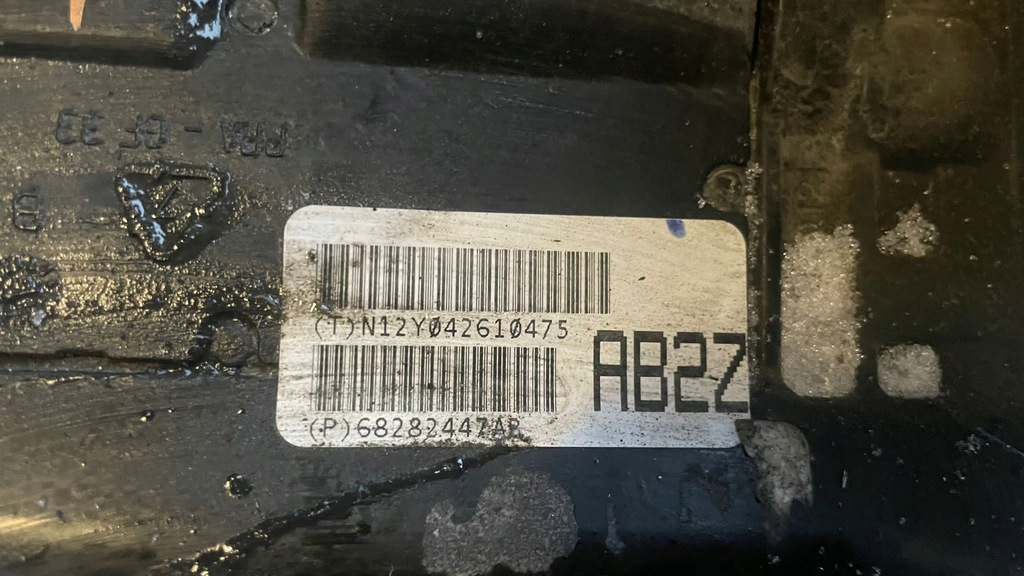 PPA - GF 33
(T)N12Y042610475
(P)68282447AB
AB2Z